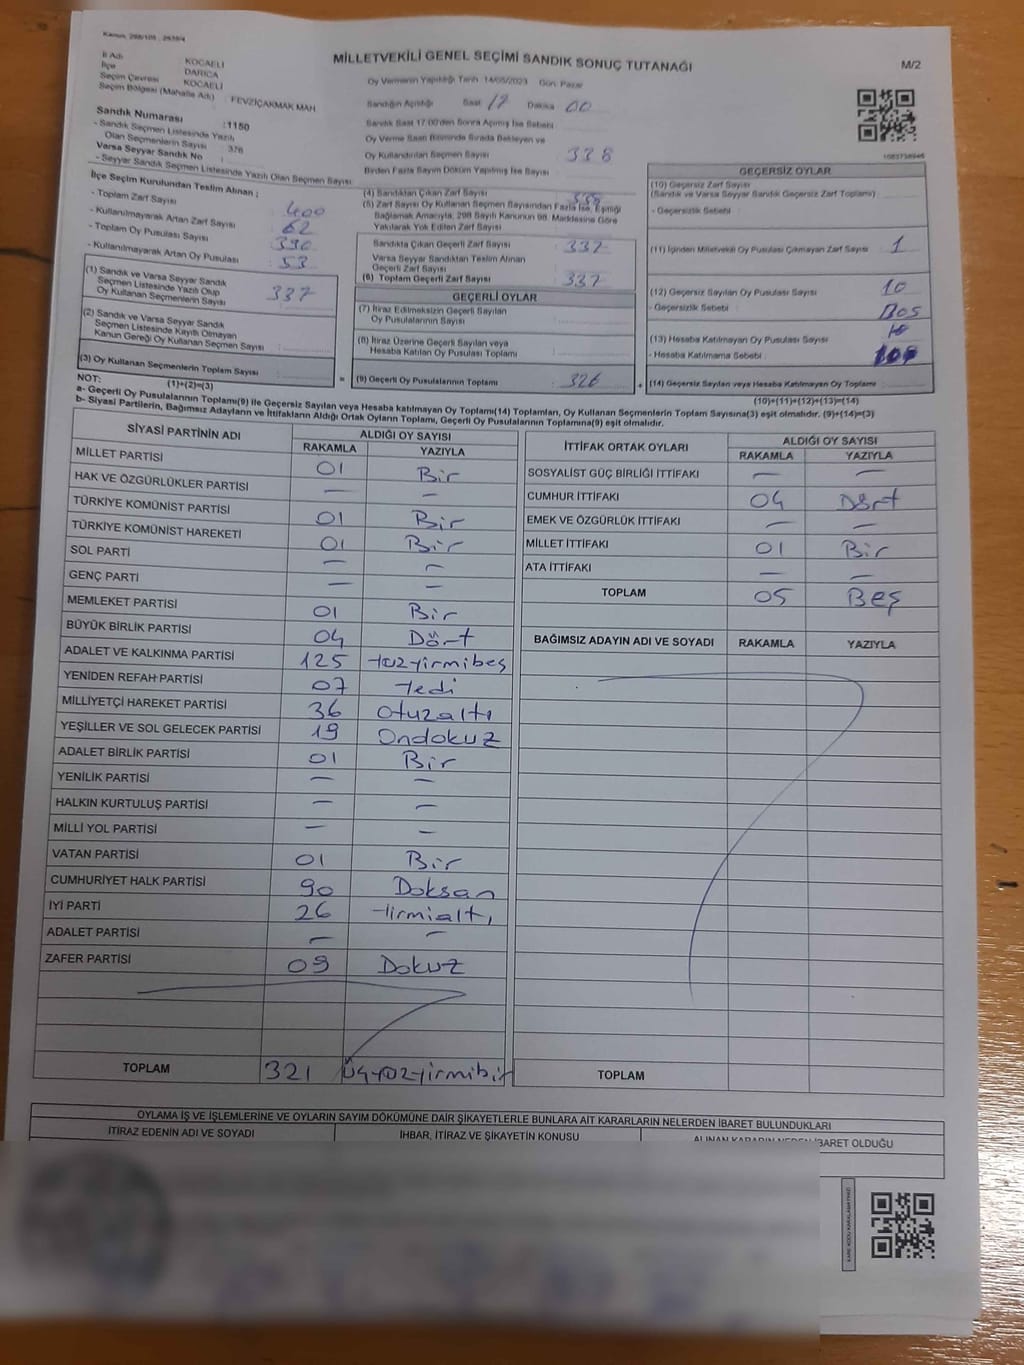 Kanun, 298/105 , 2839/4
MİLLETVEKİLİ GENEL SEÇİMİ SANDIK SONUÇ TUTANAĞI
M/2
İl Adı KOCAELİ
İlçe DARICA
Seçim Çevresi KOCAELİ
Seçim Bölgesi (Mahalle Adı) : FEVZİÇAKMAK MAH.
Sandık Numarası :1150
- Sandık Seçmen Listesinde Yazılı
Olan Seçmenlerin Sayısı 376
Varsa Seyyar Sandık No :
- Seyyar Sandık Seçmen Listesinde Yazılı Olan Seçmen Sayısı
İlçe Seçim Kurulundan Teslim Alınan ;
- Toplam Zarf Sayısı 400
- Kullanılmayarak Artan Zarf Sayısı 62
- Toplam Oy Pusulası Sayısı 390
- Kullanılmayarak Artan Oy Pusulası 53
(1) Sandık ve Varsa Seyyar Sandık
Seçmen Listesinde Yazılı Olup
Oy Kullanan Seçmenlerin Sayısı 337
(2) Sandık ve Varsa Seyyar Sandık
Seçmen Listesinde Kayıtlı Olmayan
Kanun Gereği Oy Kullanan Seçmen Sayısı
(3) Oy Kullanan Seçmenlerin Toplam Sayısı :
(1)+(2)=(3)
Oy Vermenin Yapıldığı Tarih 14/05/2023 Gün: Pazar
Sandığın Açıldığı Saat 17 Dakika 00
Sandık Saat 17:00'den Sonra Açılmış İse Sebebi
Oy Verme Saati Bitiminde Sırada Bekleyen ve
Oy Kullandırılan Seçmen Sayısı 338
Birden Fazla Sayım Döküm Yapılmış İse Sayısı
(4) Sandıktan Çıkan Zarf Sayısı 338
(5) Zarf Sayısı Oy Kullanan Seçmen Sayısından Fazla İse, Eşitliği
Bağlamak Amacıyla, 298 Sayılı Kanunun 98. Maddesine Göre
Yakılarak Yok Edilen Zarf Sayısı
Sandıkta Çıkan Geçerli Zarf Sayısı 337
Varsa Seyyar Sandıktan Teslim Alınan
Geçerli Zarf Sayısı
(6) Toplam Geçerli Zarf Sayısı 337
GEÇERLİ OYLAR
(7) İtiraz Edilmeksizin Geçerli Sayılan
Oy Pusulalarının Sayısı
(8) İtiraz Üzerine Geçerli Sayılan veya
Hesaba Katılan Oy Pusulası Toplamı
= (9) Geçerli Oy Pusulalarının Toplamı 326 +
1083738946
GEÇERSİZ OYLAR
(10) Geçersiz Zarf Sayısı
(Sandık ve Varsa Seyyar Sandık Geçersiz Zarf Toplamı)
- Geçersizlik Sebebi :
(11) İçinden Milletvekili Oy Pusulası Çıkmayan Zarf Sayısı 1
(12) Geçersiz Sayılan Oy Pusulası Sayısı 10
- Geçersizlik Sebebi : Boş
(13) Hesaba Katılmayan Oy Pusulası Sayısı
- Hesaba Katılmama Sebebi :
(14) Geçersiz Sayılan veya Hesaba Katılmayan Oy Toplamı :
(10)+(11)+(12)+(13)=(14)
NOT:
a- Geçerli Oy Pusulalarının Toplamı(9) ile Geçersiz Sayılan veya Hesaba katılmayan Oy Toplamı(14) Toplamları, Oy Kullanan Seçmenlerin Toplam Sayısına(3) eşit olmalıdır. (9)+(14)=(3)
b- Siyasi Partilerin, Bağımsız Adayların ve İttifakların Aldığı Ortak Oyların Toplamı, Geçerli Oy Pusulalarının Toplamına(9) eşit olmalıdır.
SİYASİ PARTİNİN ADI ALDIĞI OY SAYISI
RAKAMLA YAZIYLA
MİLLET PARTİSİ 01 Bir
HAK VE ÖZGÜRLÜKLER PARTİSİ — —
TÜRKİYE KOMÜNİST PARTİSİ 01 Bir
TÜRKİYE KOMÜNİST HAREKETİ 01 Bir
SOL PARTİ — —
GENÇ PARTİ — —
MEMLEKET PARTİSİ 01 Bir
BÜYÜK BİRLİK PARTİSİ 04 Dört
ADALET VE KALKINMA PARTİSİ 125 Yüzyirmibeş
YENİDEN REFAH PARTİSİ 07 Yedi
MİLLİYETÇİ HAREKET PARTİSİ 36 Otuzaltı
YEŞİLLER VE SOL GELECEK PARTİSİ 19 Ondokuz
ADALET BİRLİK PARTİSİ 01 Bir
YENİLİK PARTİSİ — —
HALKIN KURTULUŞ PARTİSİ — —
MİLLİ YOL PARTİSİ — —
VATAN PARTİSİ 01 Bir
CUMHURİYET HALK PARTİSİ 90 Doksan
İYİ PARTİ 26 Yirmialtı
ADALET PARTİSİ — —
ZAFER PARTİSİ 09 Dokuz
TOPLAM 321 Üçyüzyirmibir
İTTİFAK ORTAK OYLARI ALDIĞI OY SAYISI
RAKAMLA YAZIYLA
SOSYALİST GÜÇ BİRLİĞİ İTTİFAKI — —
CUMHUR İTTİFAKI 04 Dört
EMEK VE ÖZGÜRLÜK İTTİFAKI — —
MİLLET İTTİFAKI 01 Bir
ATA İTTİFAKI — —
TOPLAM 05 Beş
BAĞIMSIZ ADAYIN ADI VE SOYADI RAKAMLA YAZIYLA
TOPLAM
OYLAMA İŞ VE İŞLEMLERİNE VE OYLARIN SAYIM DÖKÜMÜNE DAİR ŞİKAYETLERLE BUNLARA AİT KARARLARIN NELERDEN İBARET BULUNDUKLARI
İTİRAZ EDENİN ADI VE SOYADI İHBAR, İTİRAZ VE ŞİKAYETİN KONUSU ALINAN KARARIN NEDEN İBARET OLDUĞU